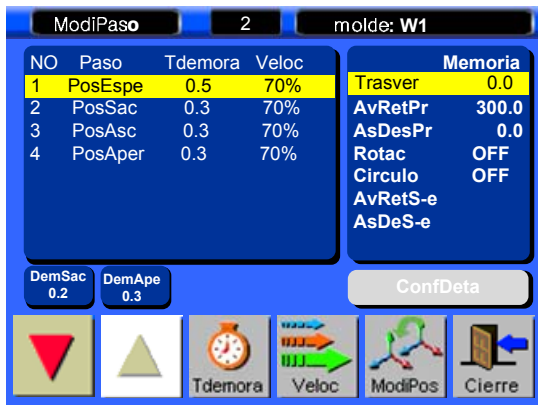 ModiPaso 2 molde: W1
NO Paso Tdemora Veloc
1 PosEspe 0.5 70%
2 PosSac 0.3 70%
3 PosAsc 0.3 70%
4 PosAper 0.3 70%
Memoria
Trasver 0.0
AvRetPr 300.0
AsDesPr 0.0
Rotac OFF
Circulo OFF
AvRetS-e
AsDeS-e
DemSac
0.2
DemApe
0.3
ConfDeta
Tdemora Veloc ModiPos Cierre